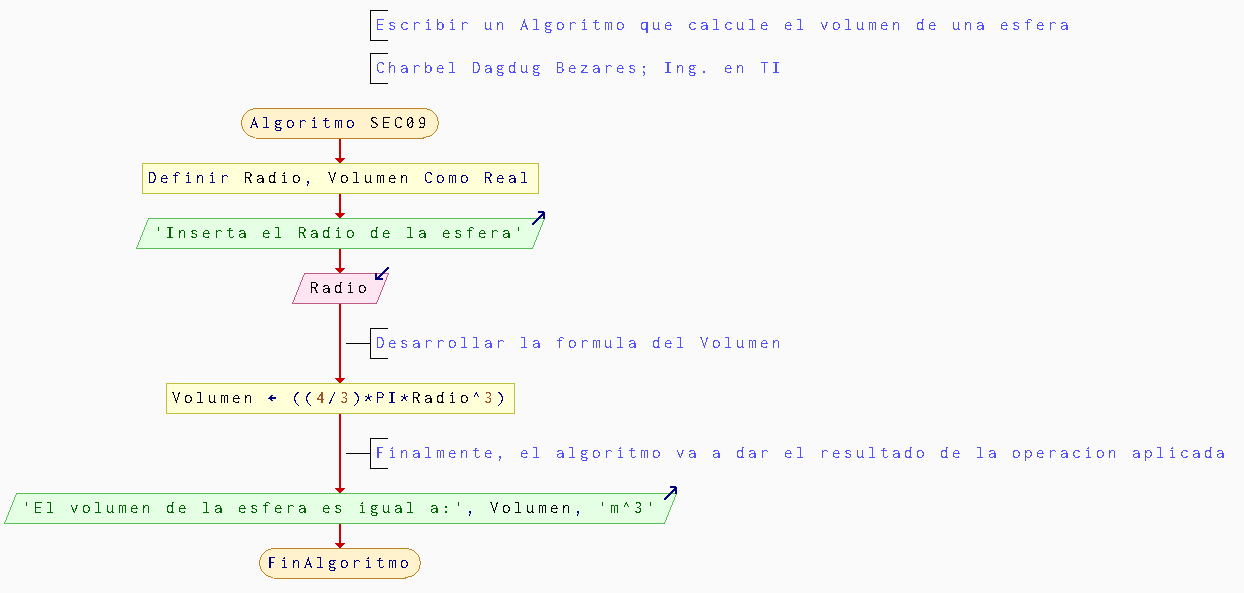 Escribir un Algoritmo que calcule el volumen de una esfera
Charbel Dagdug Bezares; Ing. en TI
Algoritmo SEC09
Definir Radio, Volumen Como Real
'Inserta el Radio de la esfera'
Radio
Desarrollar la formula del Volumen
Volumen ← ((4/3)*PI*Radio^3)
Finalmente, el algoritmo va a dar el resultado de la operacion aplicada
'El volumen de la esfera es igual a:', Volumen, 'm^3'
FinAlgoritmo